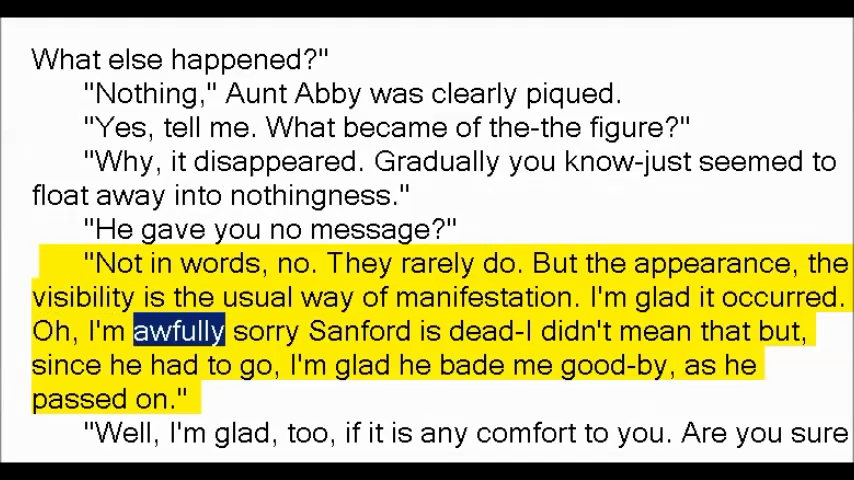 What else happened?"
"Nothing," Aunt Abby was clearly piqued.
"Yes, tell me. What became of the-the figure?"
"Why, it disappeared. Gradually you know-just seemed to
float away into nothingness."
"He gave you no message?"
"Not in words, no. They rarely do. But the appearance, the
visibility is the usual way of manifestation. I'm glad it occurred.
Oh, I'm awfully sorry Sanford is dead-I didn't mean that but,
since he had to go, I'm glad he bade me good-by, as he
passed on."
"Well, I'm glad, too, if it is any comfort to you. Are you sure